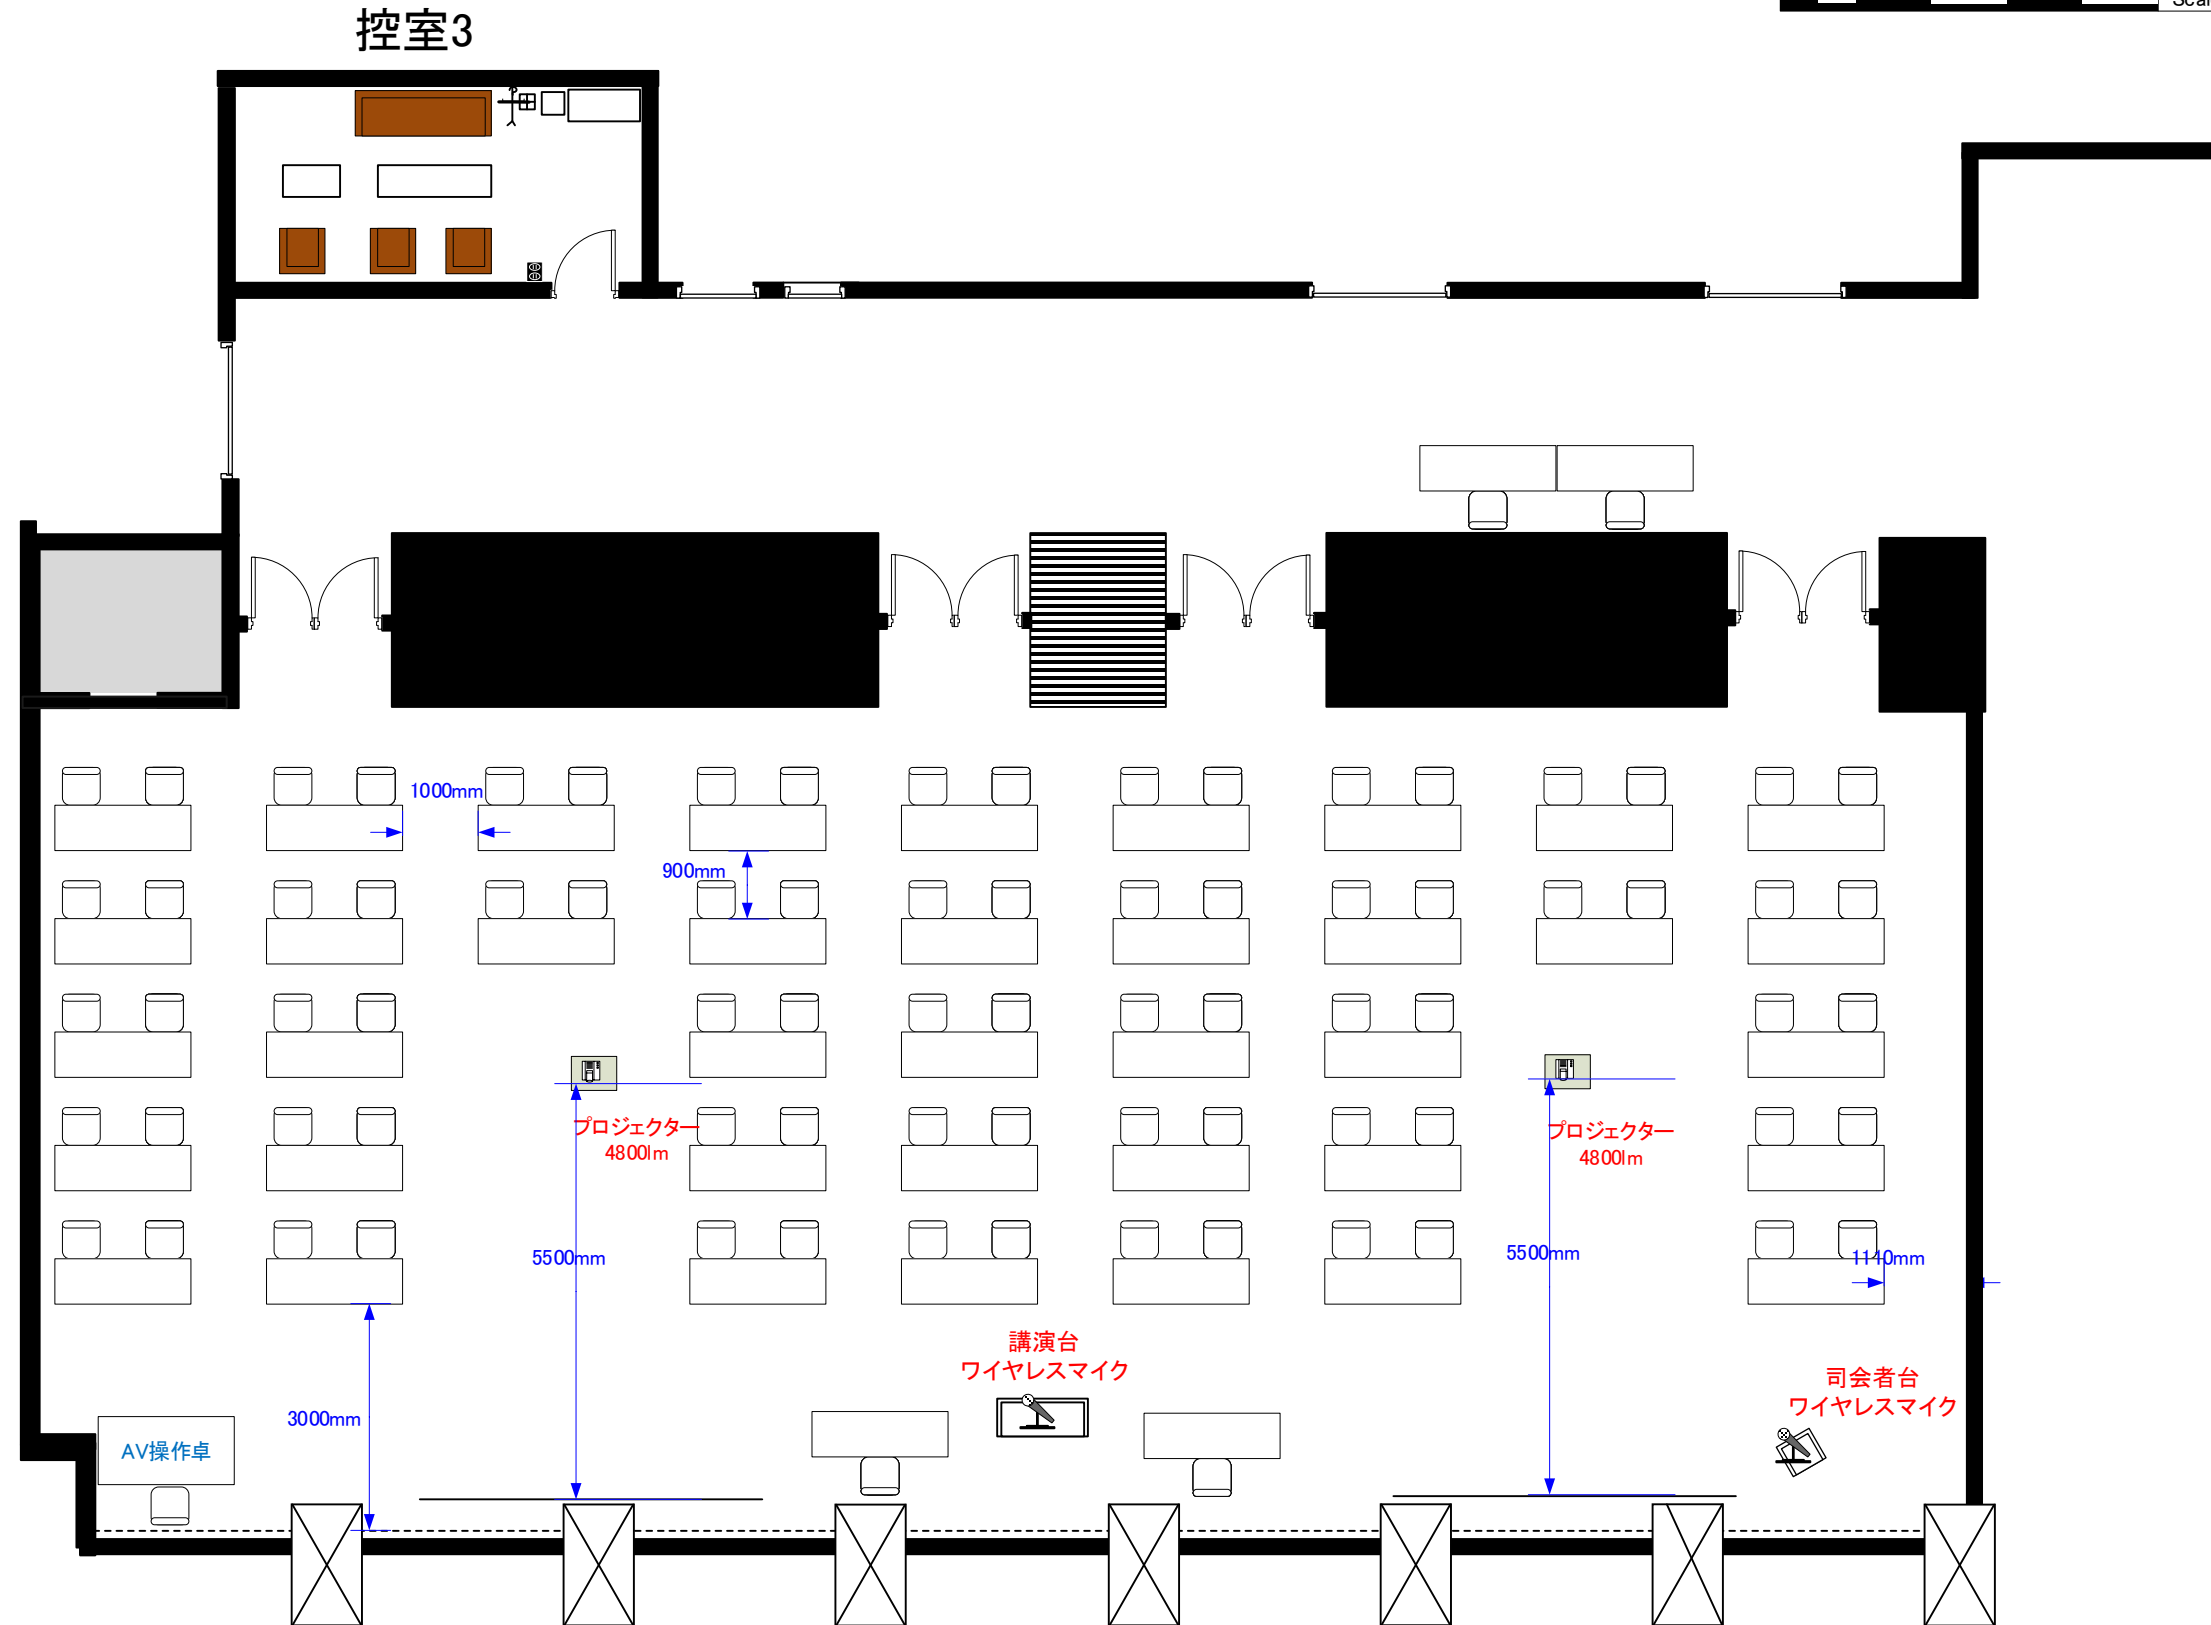 控室3
1000mm
900mm
プロジェクター
4800lm
プロジェクター
4800lm
5500mm
5500mm
1110mm
講演台
ワイヤレスマイク
司会者台
ワイヤレスマイク
3000mm
AV操作卓